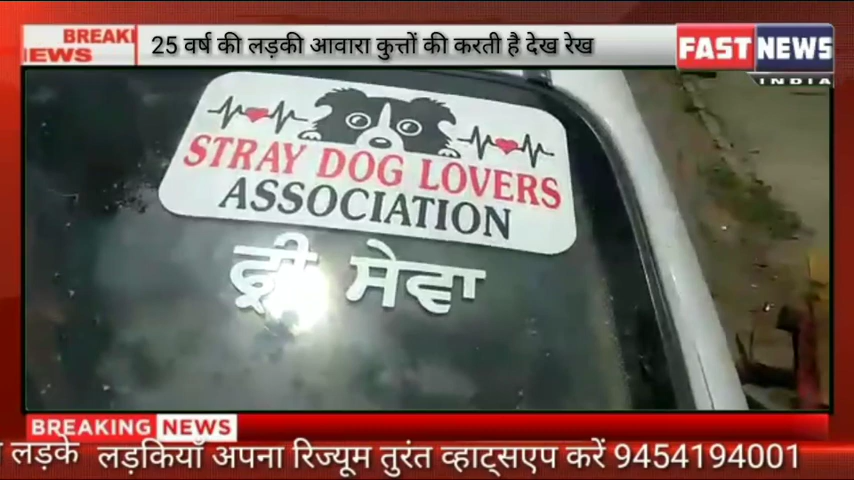 BREAKI
NEWS
25 वर्ष की लड़की आवारा कुत्तों की करती है देख रेख
FAST NEWS
INDIA
STRAY DOG LOVERS
ASSOCIATION
ਫ੍ਰੀ ਸੇਵਾ
BREAKING NEWS
लड़के लड़कियाँ अपना रिज्यूम तुरंत व्हाट्सएप करें 9454194001